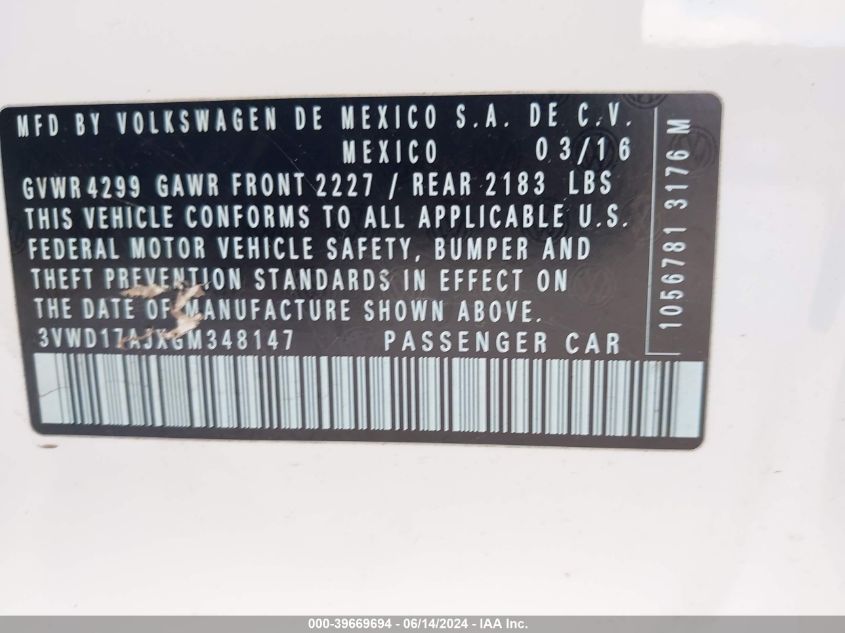 MFD BY VOLKSWAGEN DE MEXICO S.A. DE C.V.
MEXICO 03/16
GVWR 4299 GAWR FRONT 2227 / REAR 2183 LBS
THIS VEHICLE CONFORMS TO ALL APPLICABLE U.S.
FEDERAL MOTOR VEHICLE SAFETY, BUMPER AND
THEFT PREVENTION STANDARDS IN EFFECT ON
THE DATE OF MANUFACTURE SHOWN ABOVE.
3VWD17AJXGM348147 PASSENGER CAR
1056781 3176 M
000-39669694 - 06/14/2024 - IAA Inc.